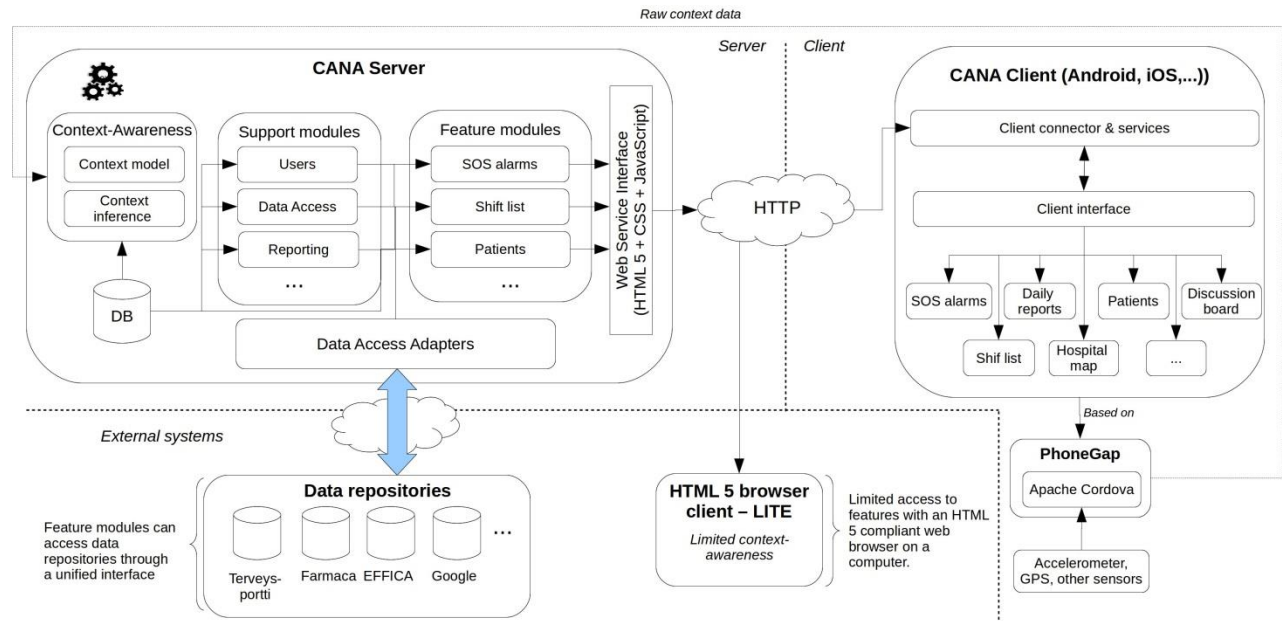 Raw context data
Server
Client
CANA Server
Context-Awareness
Context model
Context
inference
DB
Support modules
Users
Data Access
Reporting
...
Feature modules
SOS alarms
Shift list
Patients
...
Web Service Interface
(HTML 5 + CSS + JavaScript)
Data Access Adapters
HTTP
CANA Client (Android, iOS,...))
Client connector & services
Client interface
SOS alarms
Daily
reports
Patients
Discussion
board
Shif list
Hospital
map
...
Based on
PhoneGap
Apache Cordova
Accelerometer,
GPS, other sensors
External systems
Feature modules can
access data
repositories through
a unified interface
Data repositories
Terveys-
portti
Farmaca
EFFICA
Google
...
HTML 5 browser
client – LITE
Limited context-
awareness
Limited access to
features with an HTML
5 compliant web
browser on a
computer.